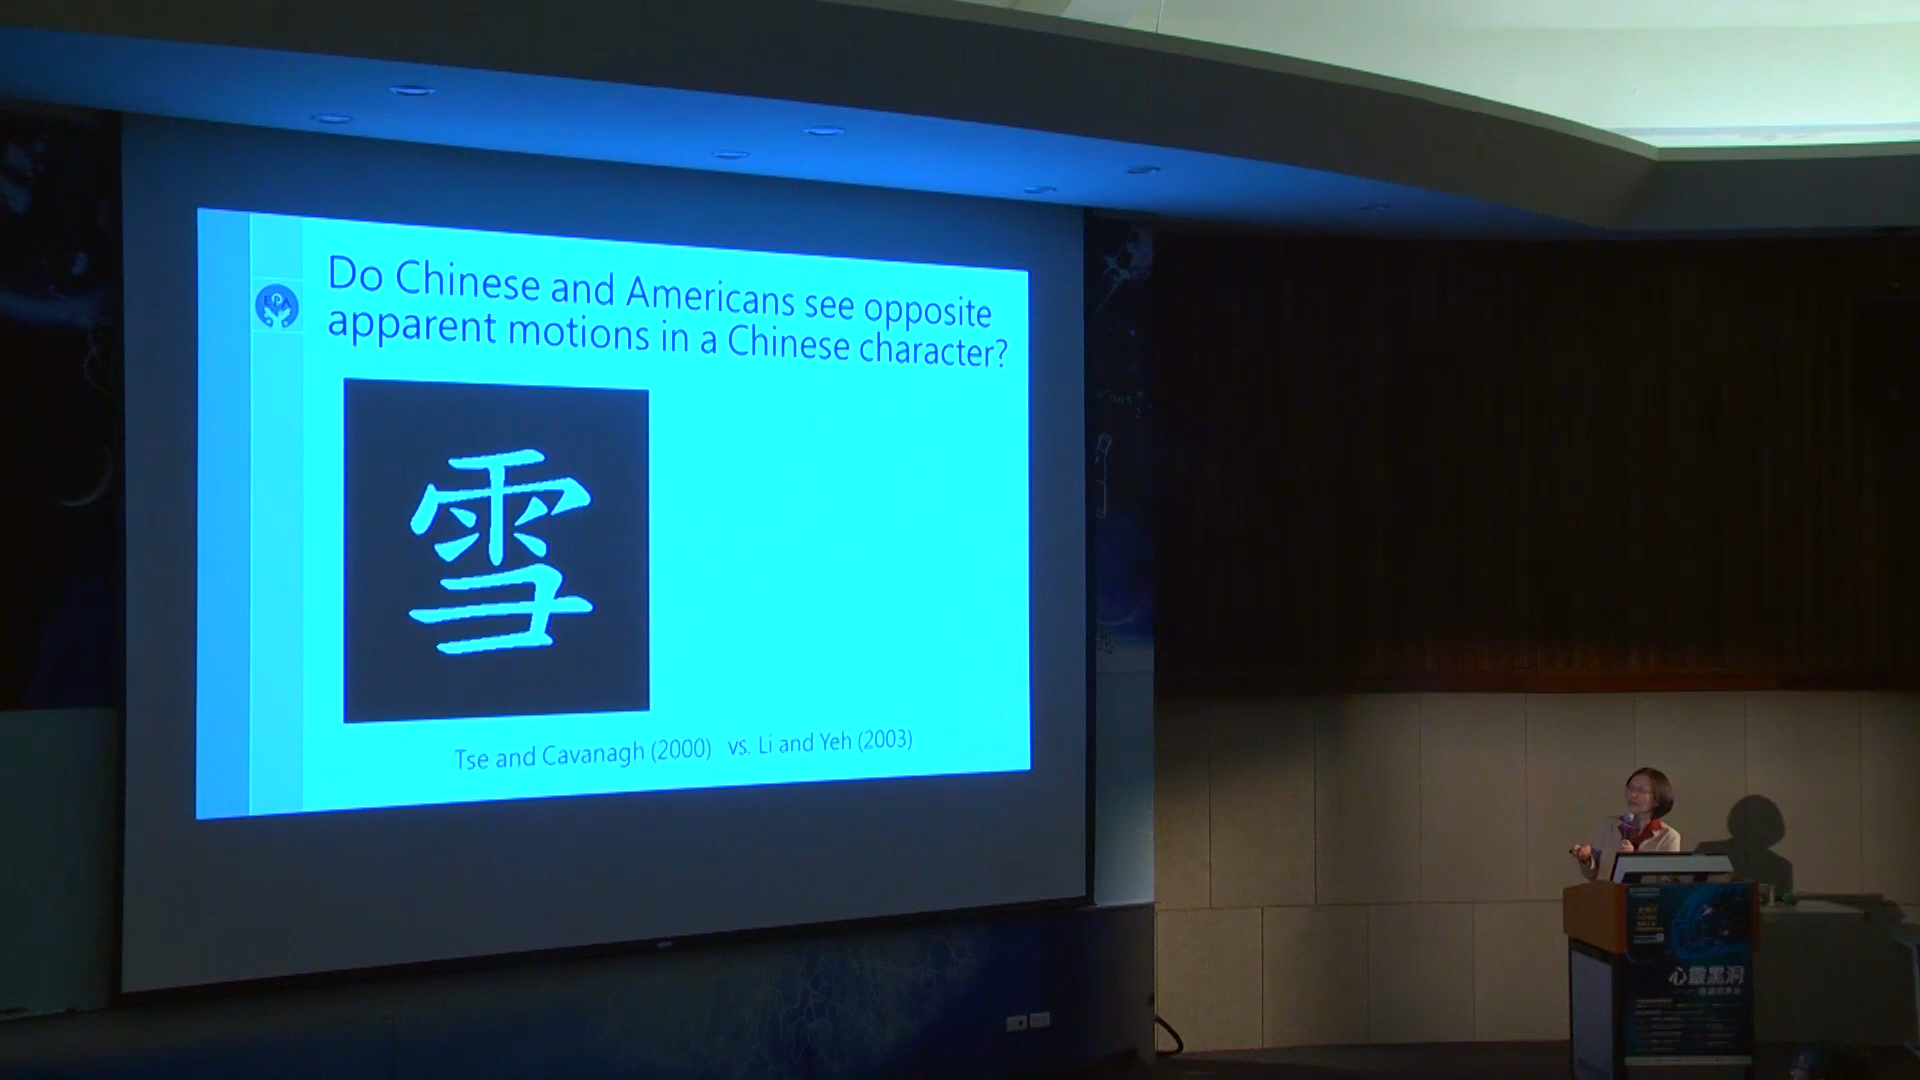 Do Chinese and Americans see opposite
apparent motions in a Chinese character?
EPA
雪
Tse and Cavanagh (2000) vs. Li and Yeh (2003)
心靈黑洞